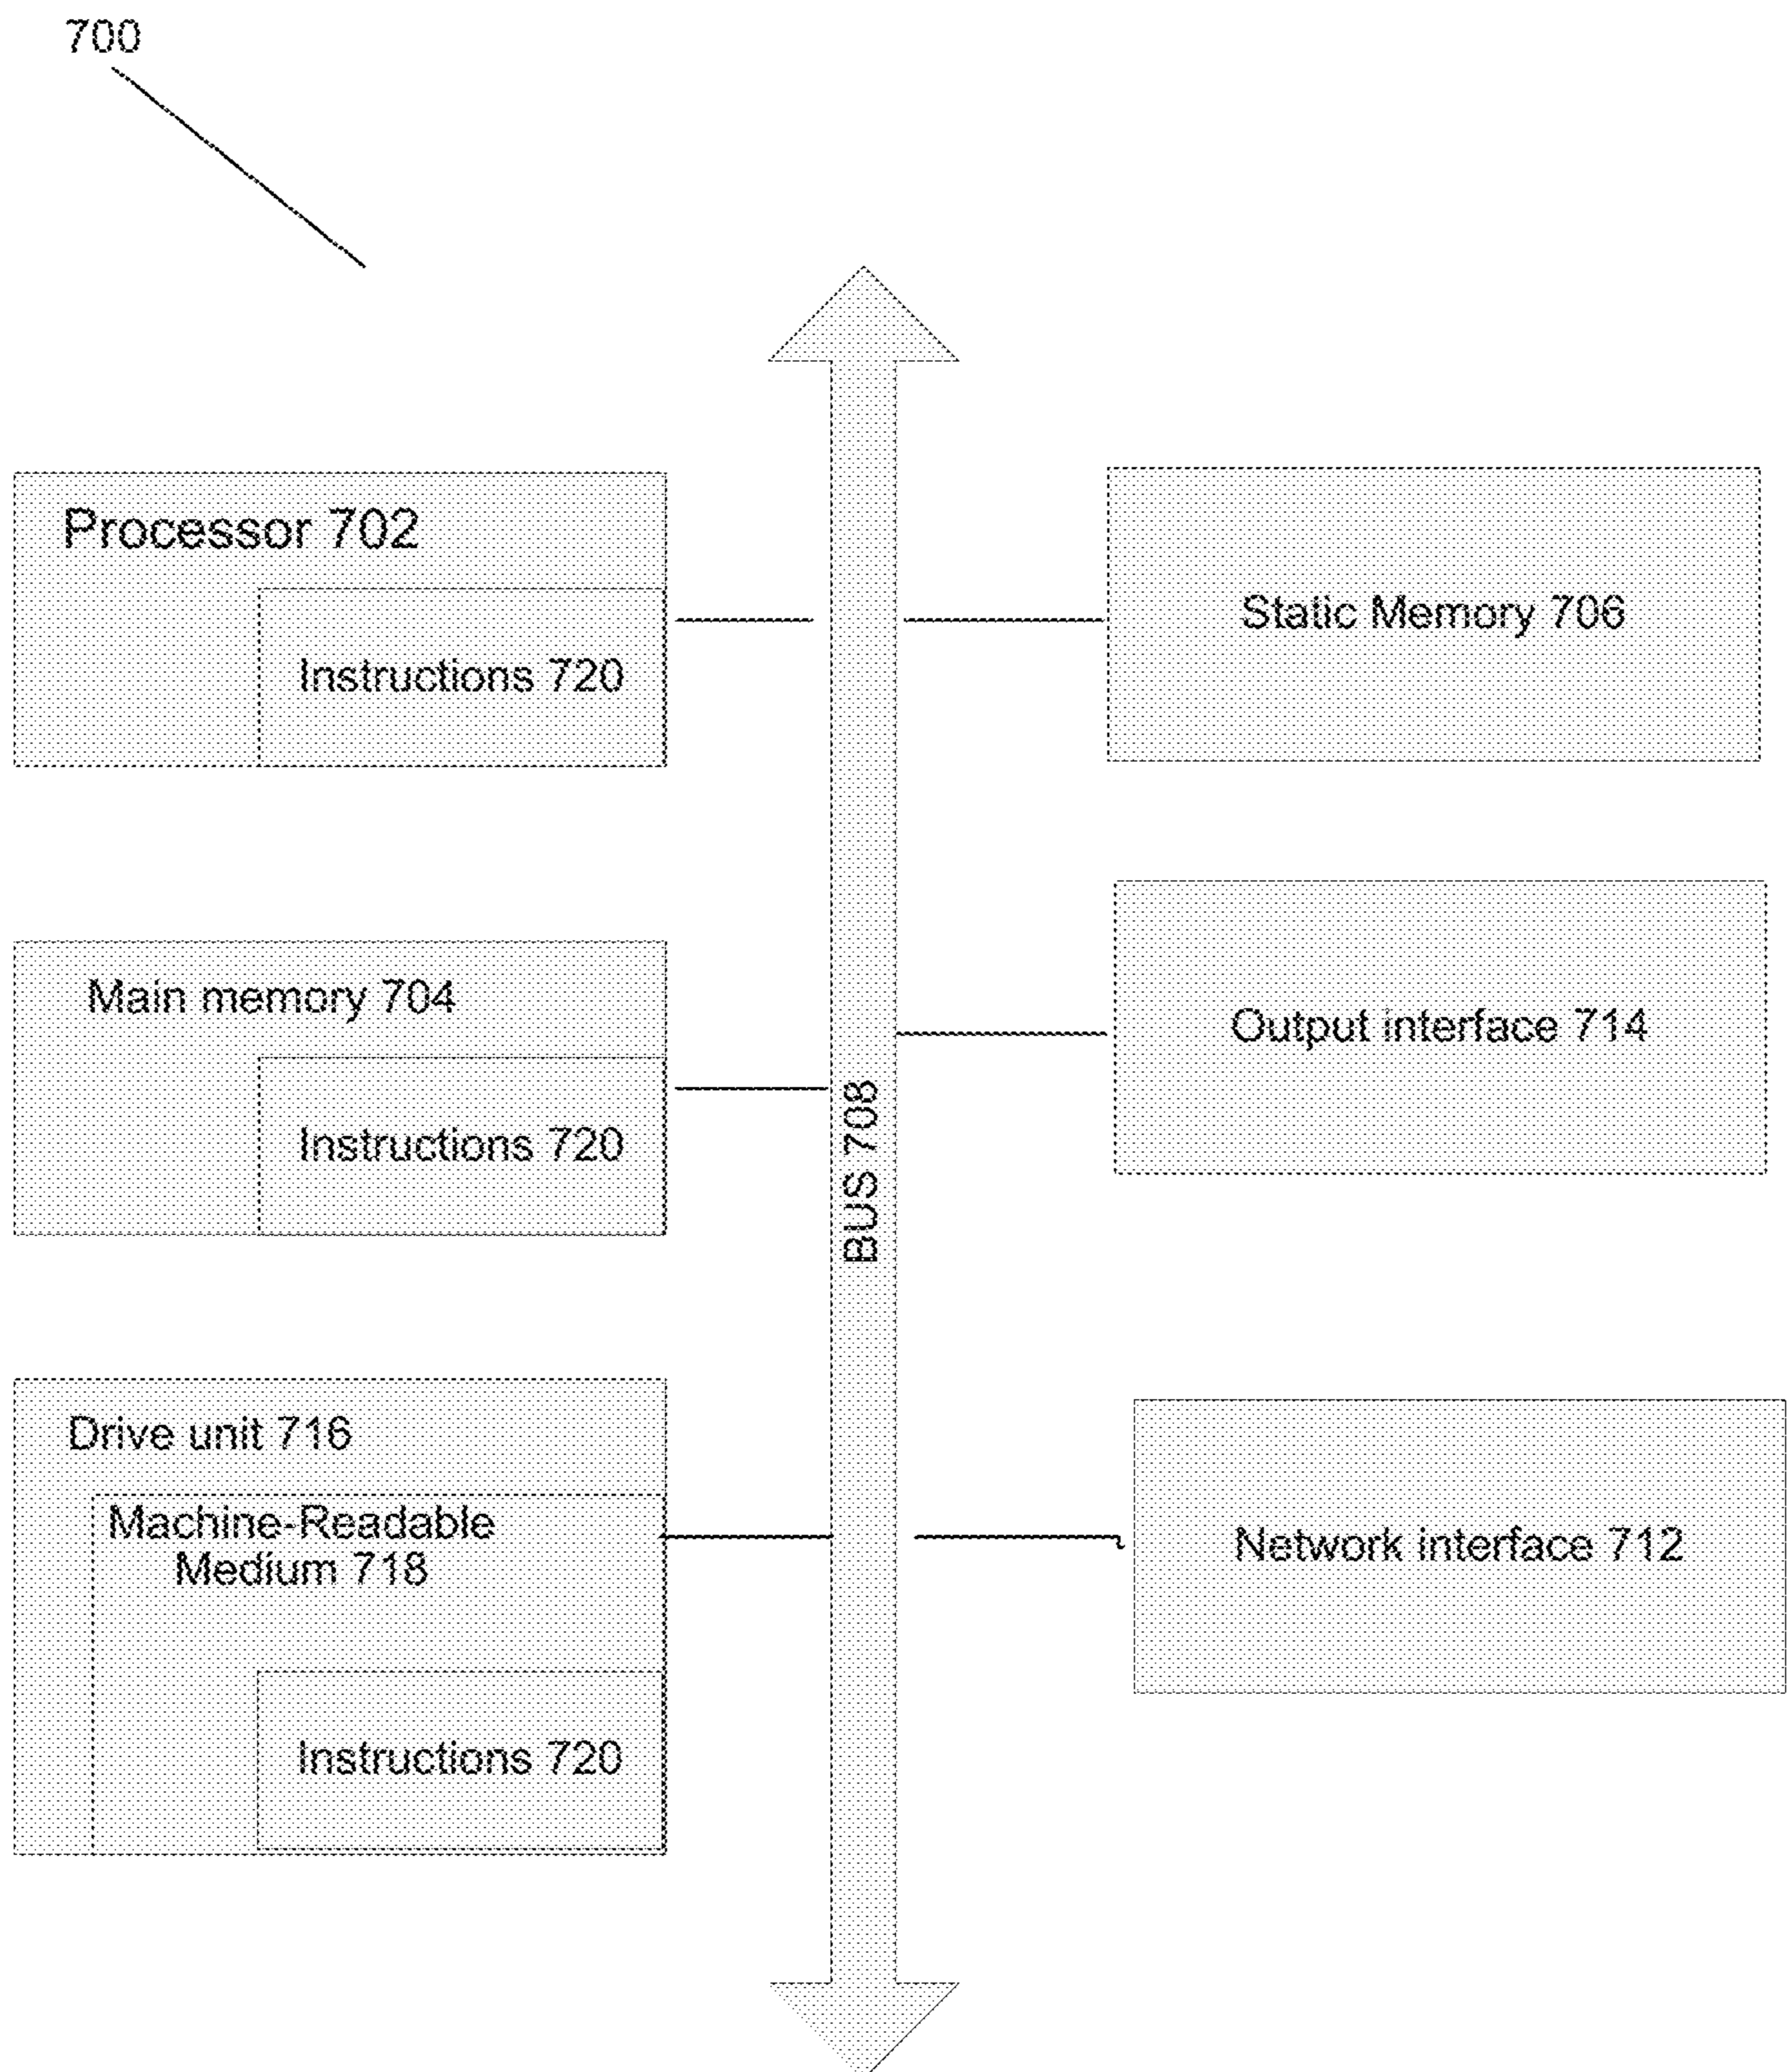 700
Processor 702
Instructions 720
Static Memory 706
Main memory 704
Instructions 720
Output interface 714
BUS 708
Drive unit 716
Machine-Readable
Medium 718
Instructions 720
Network interface 712